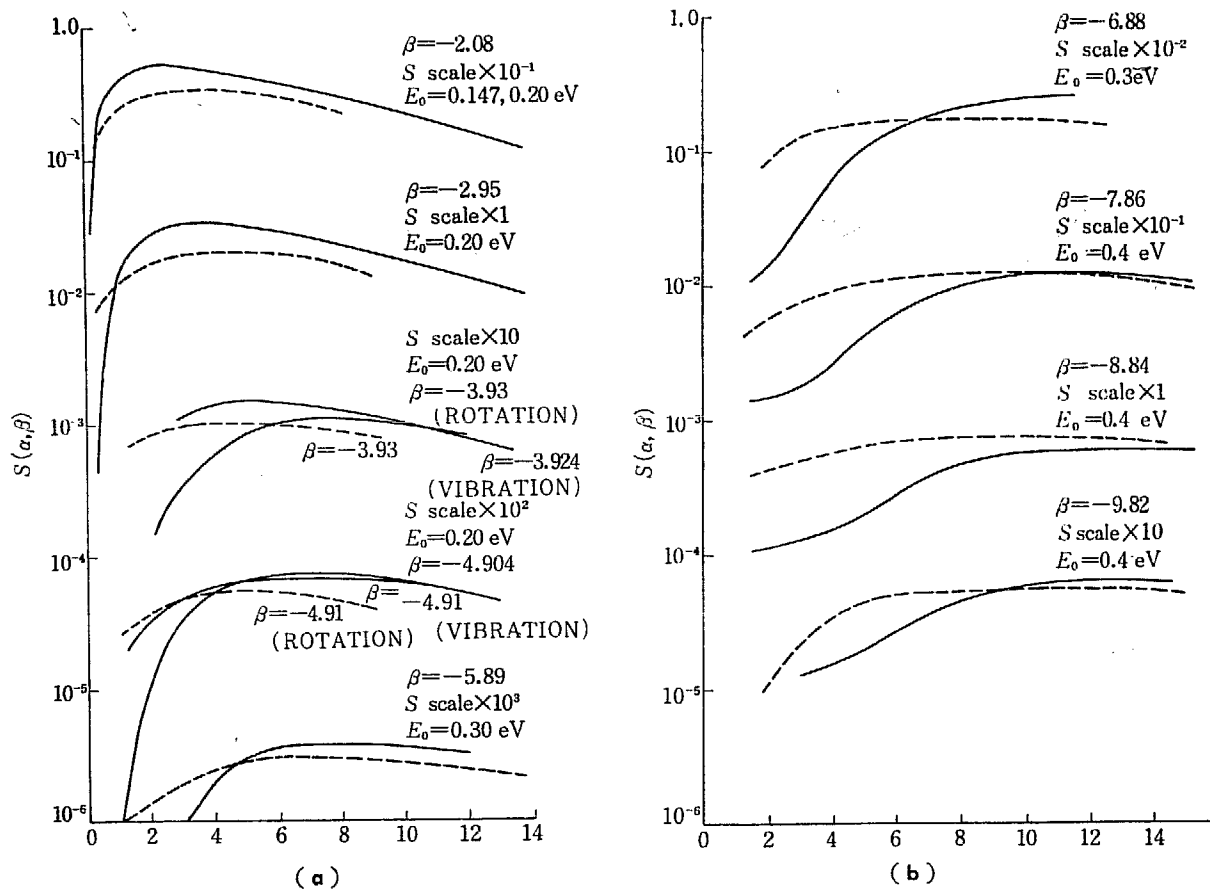 1.0
10⁻¹
10⁻²
10⁻³
10⁻⁴
10⁻⁵
10⁻⁶
S(α, β)
β=−2.08
S scale×10⁻¹
E₀=0.147, 0.20 eV
β=−2.95
S scale×1
E₀=0.20 eV
S scale×10
E₀=0.20 eV
β=−3.93
(ROTATION)
β=−3.93
β=−3.924
(VIBRATION)
S scale×10²
E₀=0.20 eV
β=−4.904
β=
−4.91
β=−4.91
(ROTATION)
(VIBRATION)
β=−5.89
S scale×10³
E₀=0.30 eV
0 2 4 6 8 10 12 14
(a)
1.0
10⁻¹
10⁻²
10⁻³
10⁻⁴
10⁻⁵
10⁻⁶
S(α, β)
β=−6.88
S scale×10⁻²
E₀=0.3eV
β=−7.86
S scale×10⁻¹
E₀=0.4 eV
β=−8.84
S scale×1
E₀=0.4 eV
β=−9.82
S scale×10
E₀=0.4 eV
0 2 4 6 8 10 12 14
(b)